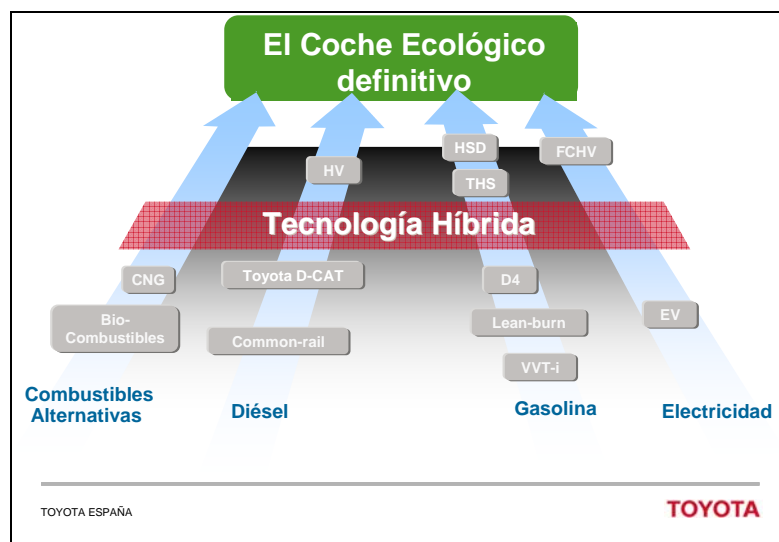 El Coche Ecológico
definitivo
HSD
FCHV
HV
THS
Tecnología Híbrida
CNG
Toyota D-CAT
D4
Bio-
Combustibles
Lean-burn
EV
Common-rail
VVT-i
Combustibles
Alternativas
Diésel
Gasolina
Electricidad
TOYOTA ESPAÑA
TOYOTA